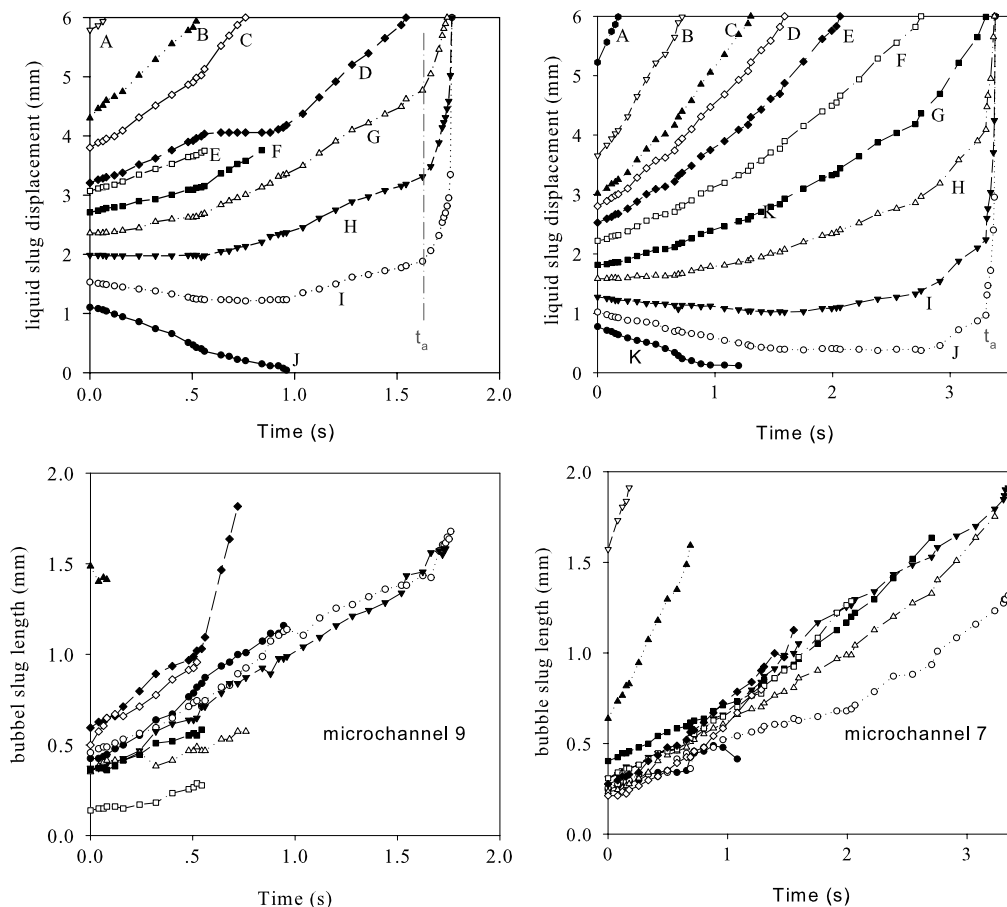 6
5
4
3
2
1
0
liquid slug displacement (mm)
A
B
C
D
E
F
G
H
I
J
tₐ
0.0
.5
1.0
1.5
2.0
Time (s)
6
5
4
3
2
1
0
liquid slug displacement (mm)
A
B
C
D
E
F
G
K
H
I
J
K
tₐ
0
1
2
3
Time (s)
2.0
1.5
1.0
0.5
0.0
bubbel slug length (mm)
microchannel 9
0.0
.5
1.0
1.5
2.0
Time (s)
2.0
1.5
1.0
0.5
0.0
bubble slug length (mm)
microchannel 7
0
1
2
3
Time (s)